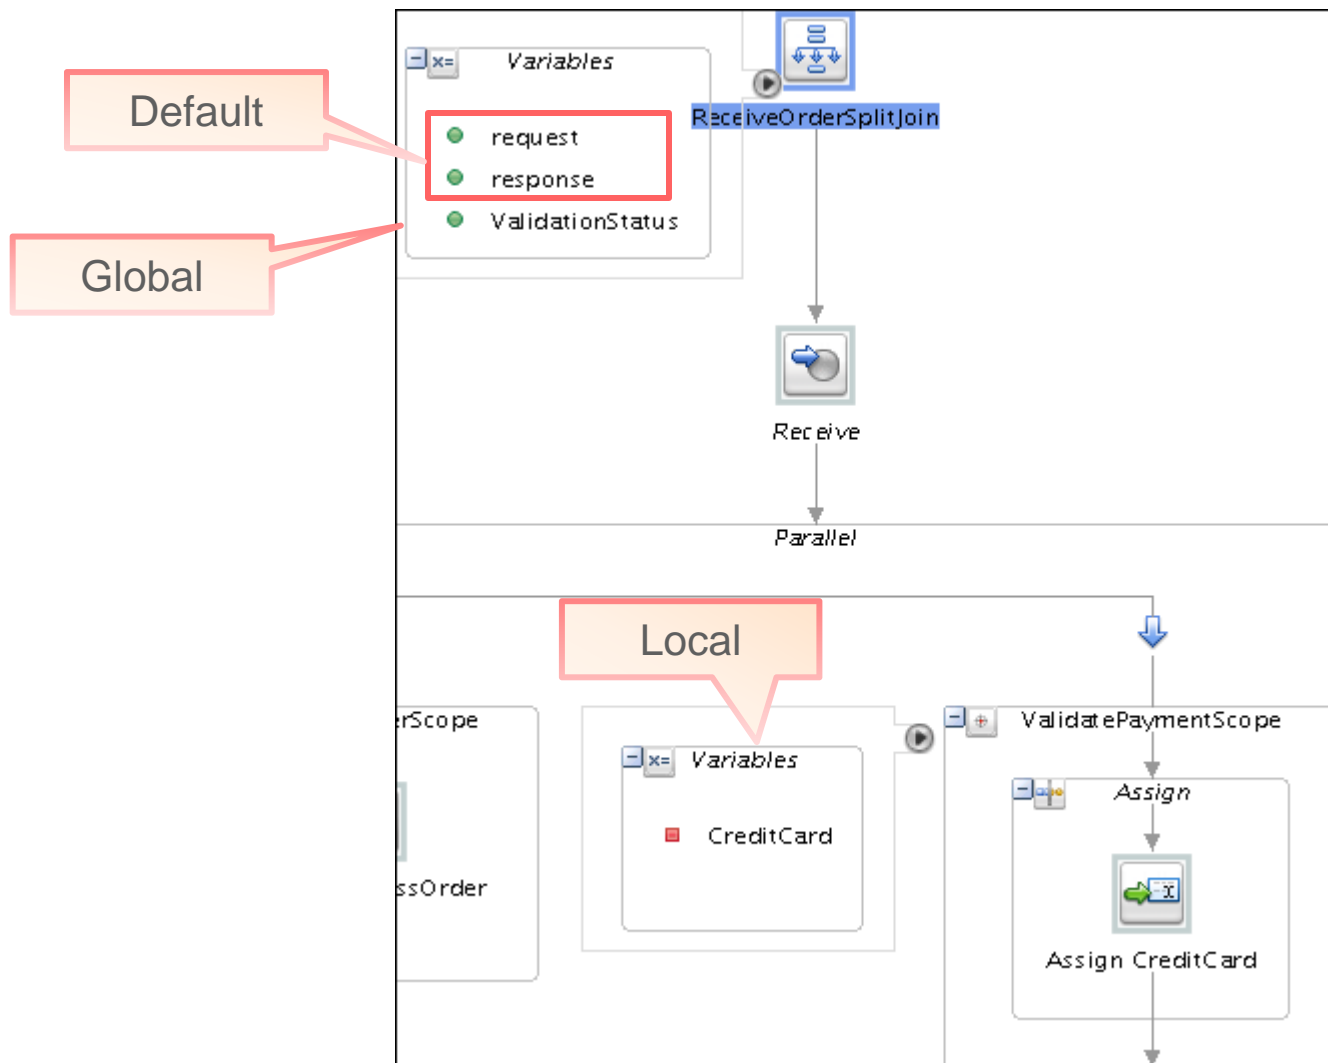 Variables
Default
ReceiveOrderSplitJoin
request
response
ValidationStatus
Global
Receive
Parallel
Local
rScope
ValidatePaymentScope
Variables
Assign
CreditCard
ssOrder
Assign CreditCard